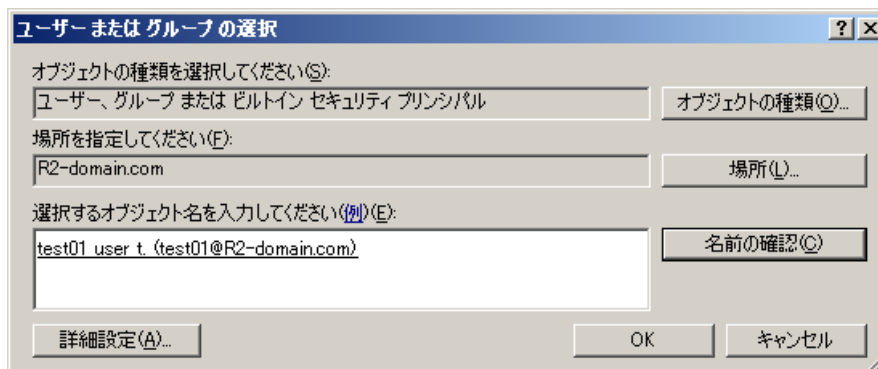 ユーザー または グループ の選択
オブジェクトの種類を選択してください(S):
ユーザー、グループ または ビルトイン セキュリティ プリンシパル
オブジェクトの種類(O)...
場所を指定してください(F):
R2-domain.com
場所(L)...
選択するオブジェクト名を入力してください(例)(E):
test01 user t. (test01@R2-domain.com)
名前の確認(C)
詳細設定(A)...
OK
キャンセル